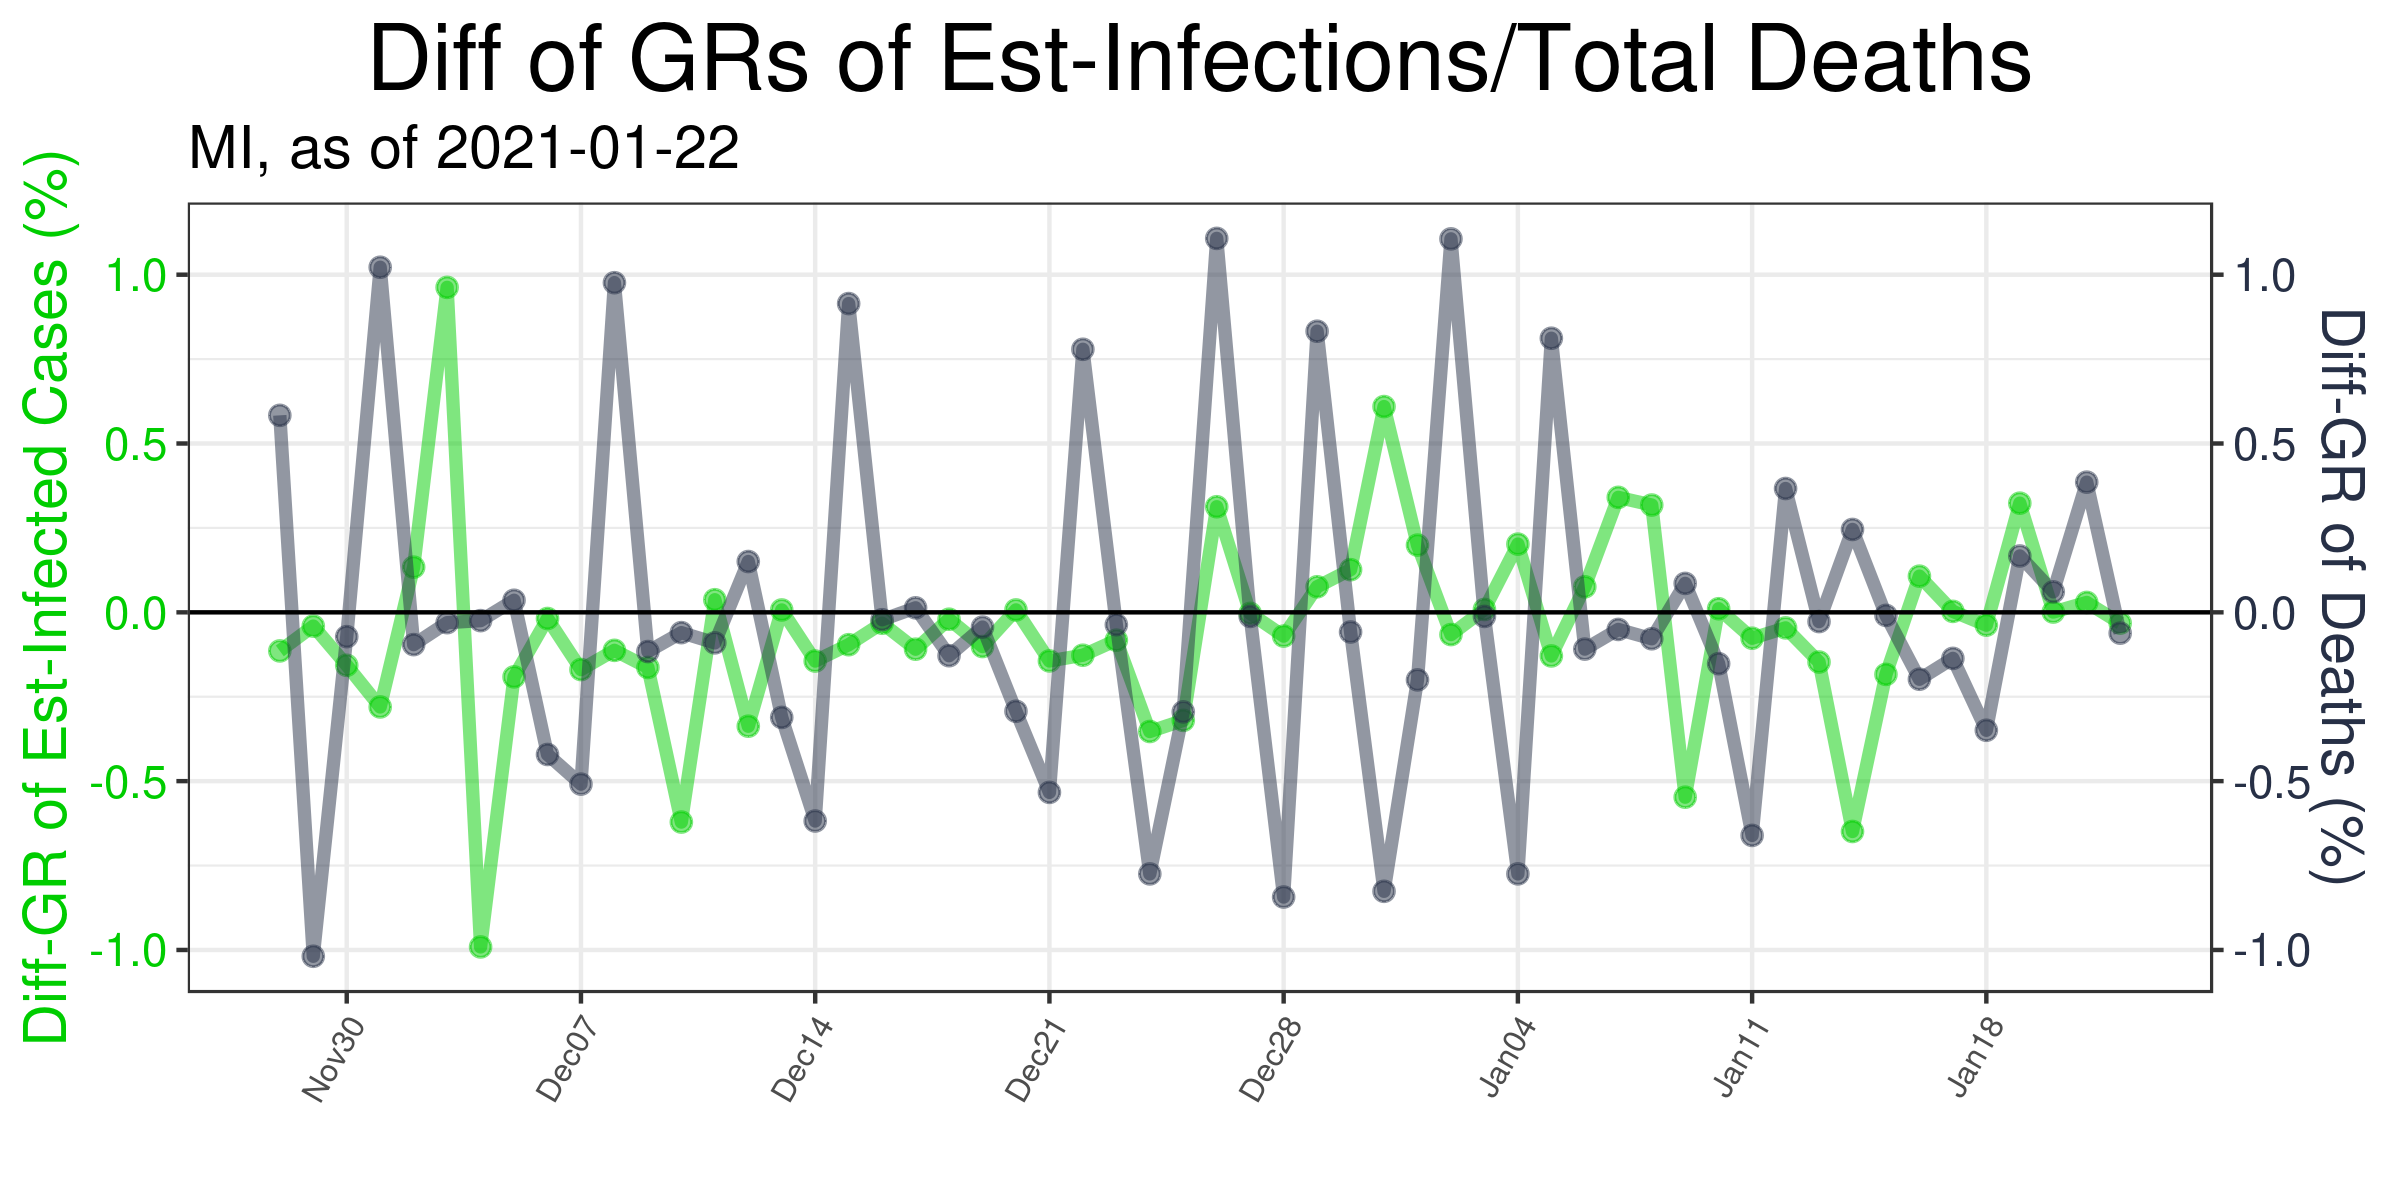 Diff of GRs of Est-Infections/Total Deaths
MI, as of 2021-01-22
Diff-GR of Est-Infected Cases (%)
1.0
0.5
0.0
-0.5
-1.0
1.0
0.5
0.0
-0.5
-1.0
Diff-GR of Deaths (%)
Nov30 Dec07 Dec14 Dec21 Dec28 Jan04 Jan11 Jan18